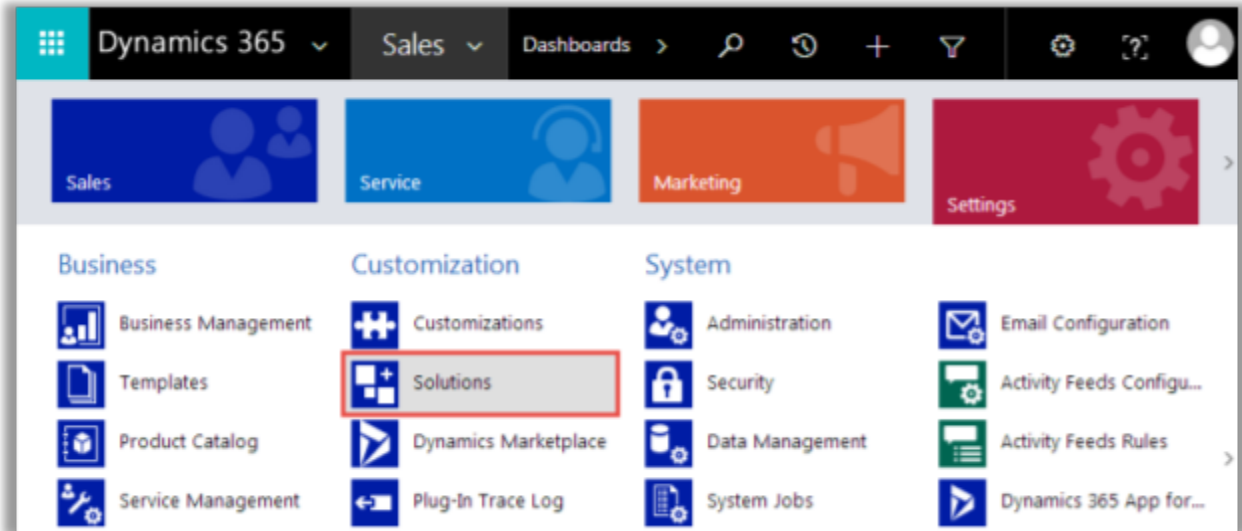 Dynamics 365 Sales Dashboards
Sales Service Marketing Settings
Business Customization System
Business Management Customizations Administration Email Configuration
Templates Solutions Security Activity Feeds Configu...
Product Catalog Dynamics Marketplace Data Management Activity Feeds Rules
Service Management Plug-In Trace Log System Jobs Dynamics 365 App for...